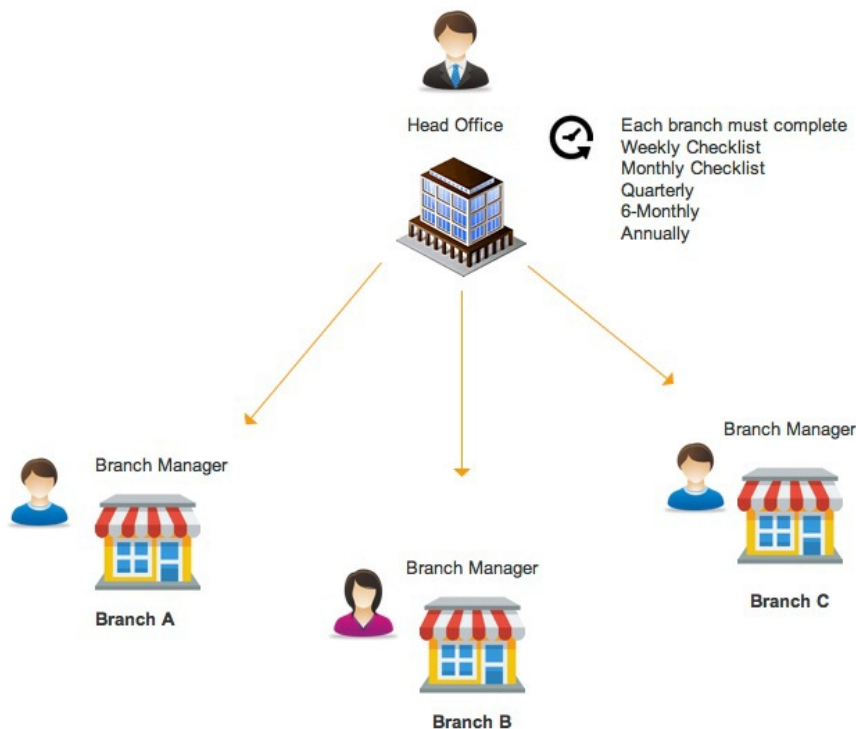 Head Office
Each branch must complete
Weekly Checklist
Monthly Checklist
Quarterly
6-Monthly
Annually
Branch Manager
Branch A
Branch Manager
Branch B
Branch Manager
Branch C